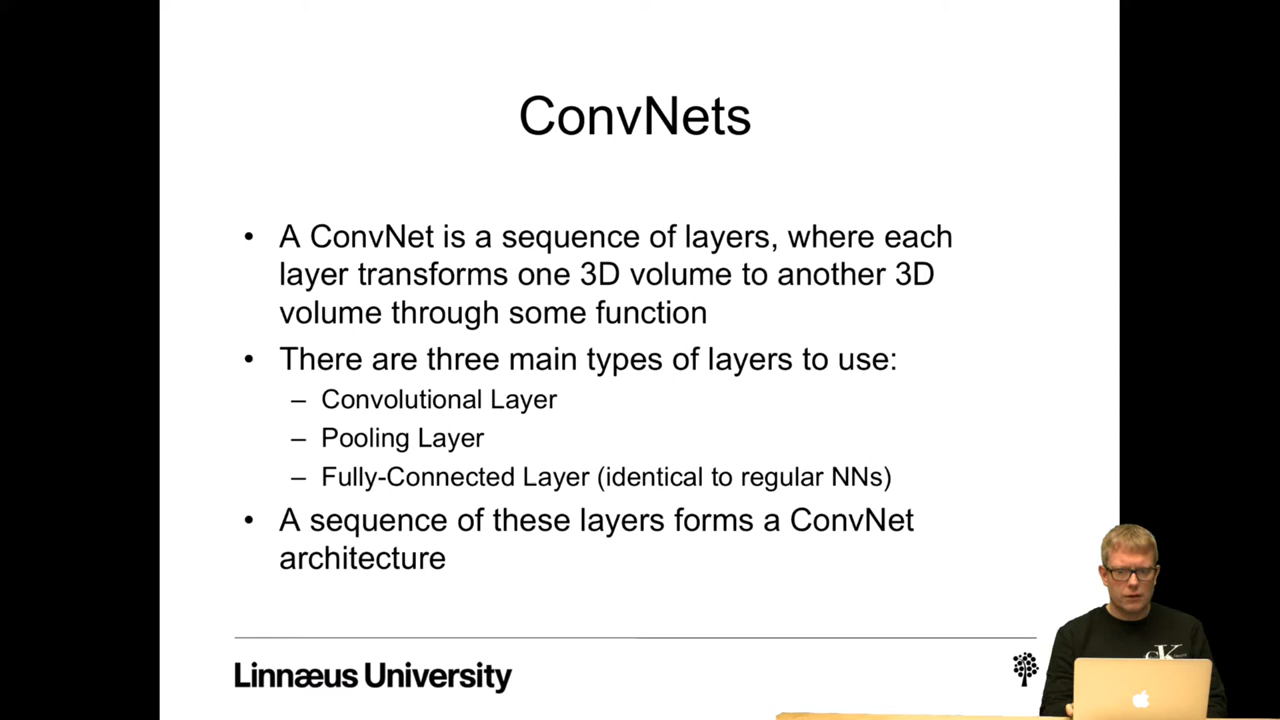 ConvNets
• A ConvNet is a sequence of layers, where each
layer transforms one 3D volume to another 3D
volume through some function
• There are three main types of layers to use:
– Convolutional Layer
– Pooling Layer
– Fully-Connected Layer (identical to regular NNs)
• A sequence of these layers forms a ConvNet
architecture
Linnæus University
CK